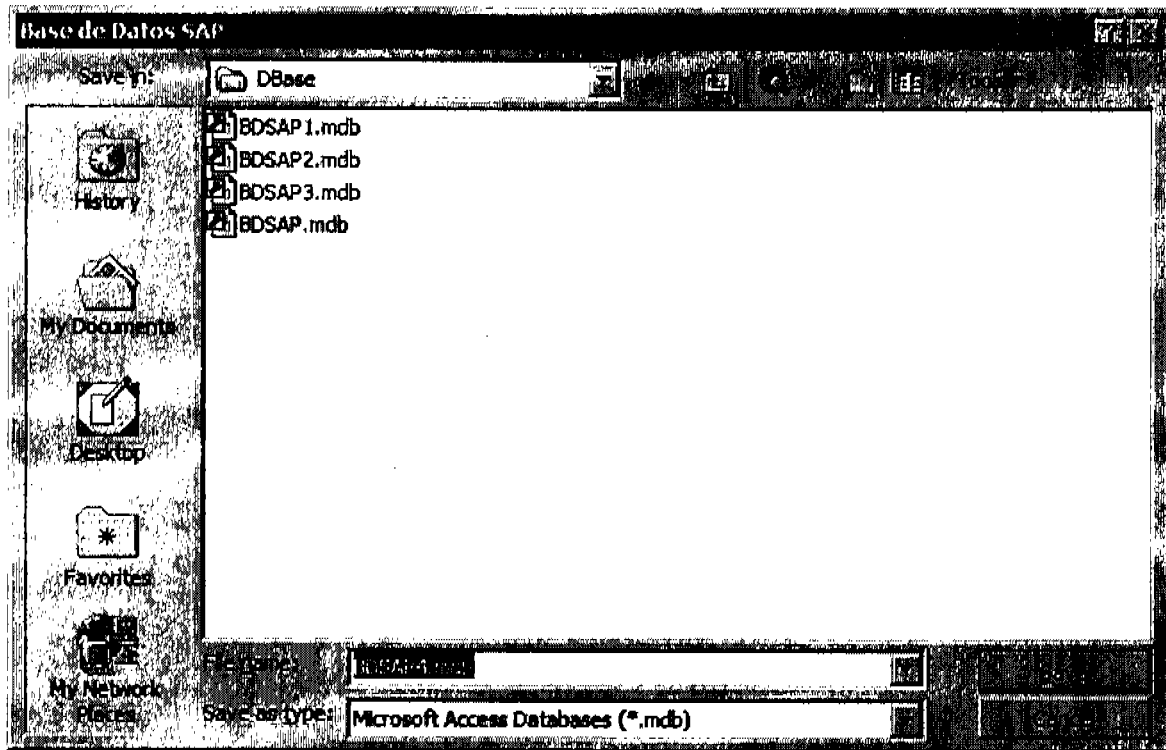 Base de Datos SAP
Save in: DBase
BDSAP1.mdb
BDSAP2.mdb
BDSAP3.mdb
BDSAP.mdb
History
My Documents
Desktop
Favorites
My Network
Places
File name:
Save as type: Microsoft Access Databases (*.mdb)
Cancel